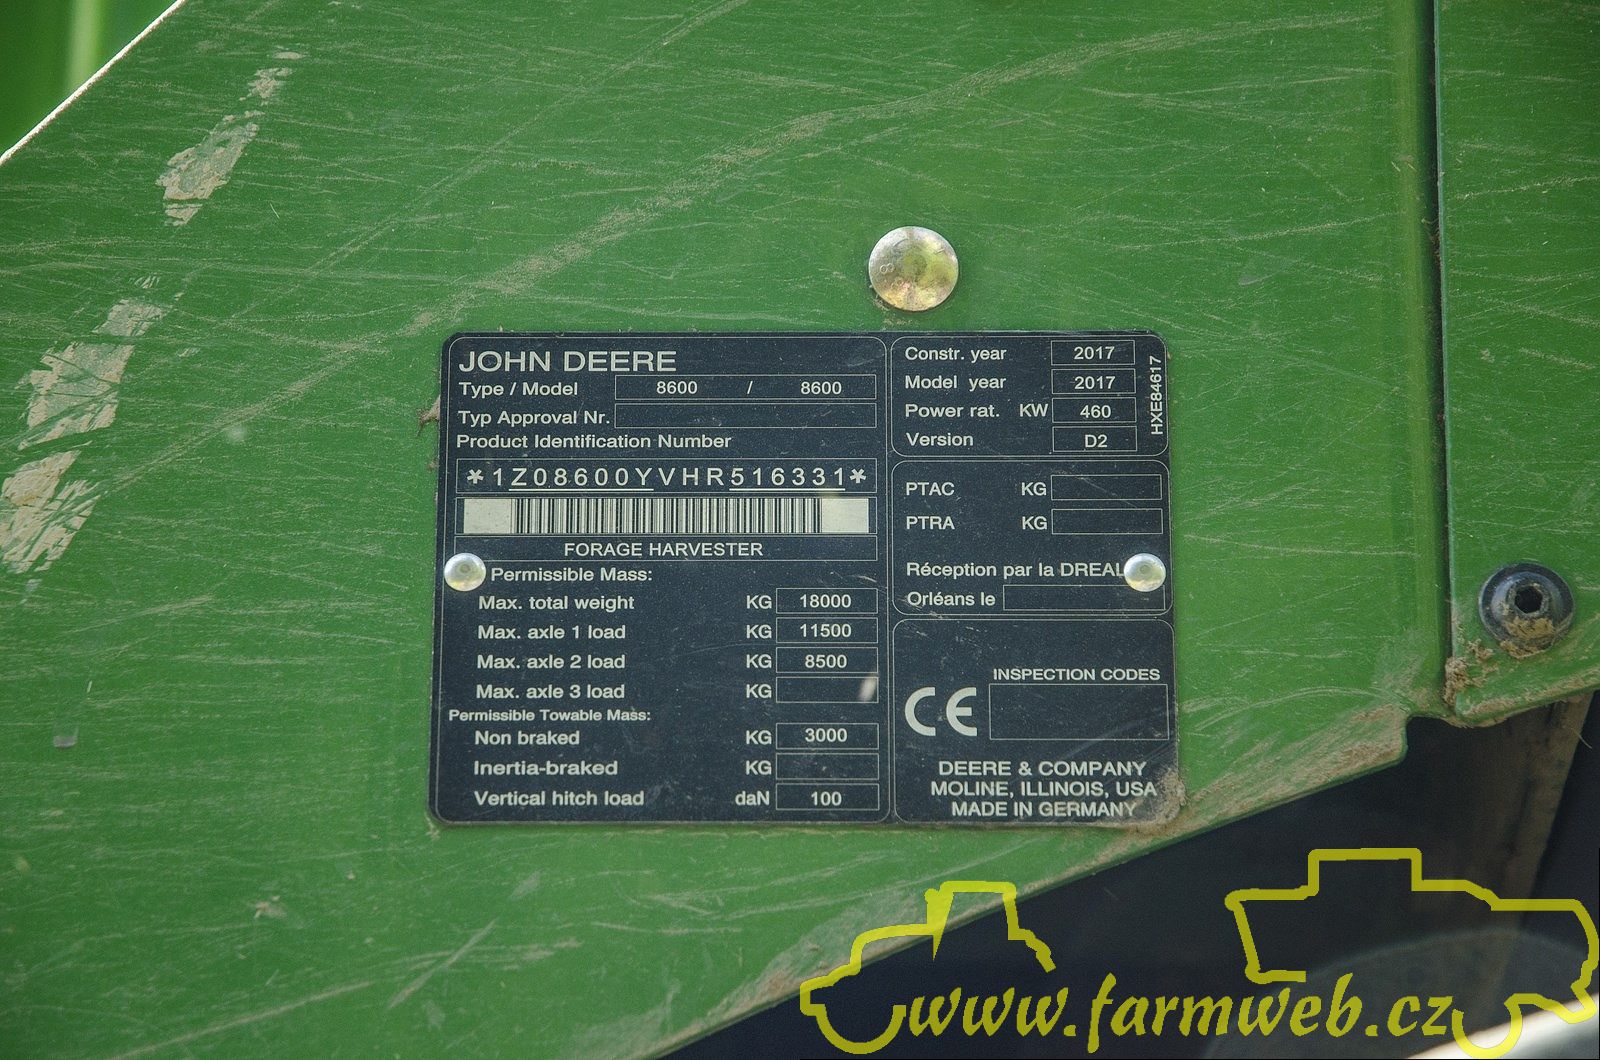 JOHN DEERE
Type / Model 8600 / 8600
Typ Approval Nr.
Product Identification Number
*1Z08600YVHR516331*
FORAGE HARVESTER
Permissible Mass:
Max. total weight KG 18000
Max. axle 1 load KG 11500
Max. axle 2 load KG 8500
Max. axle 3 load KG
Permissible Towable Mass:
Non braked KG 3000
Inertia-braked KG
Vertical hitch load daN 100
Constr. year 2017
Model year 2017
Power rat. KW 460
Version D2
HXE84617
PTAC KG
PTRA KG
Réception par la DREAL
Orléans le
INSPECTION CODES
CE
DEERE & COMPANY
MOLINE, ILLINOIS, USA
MADE IN GERMANY
www.farmweb.cz